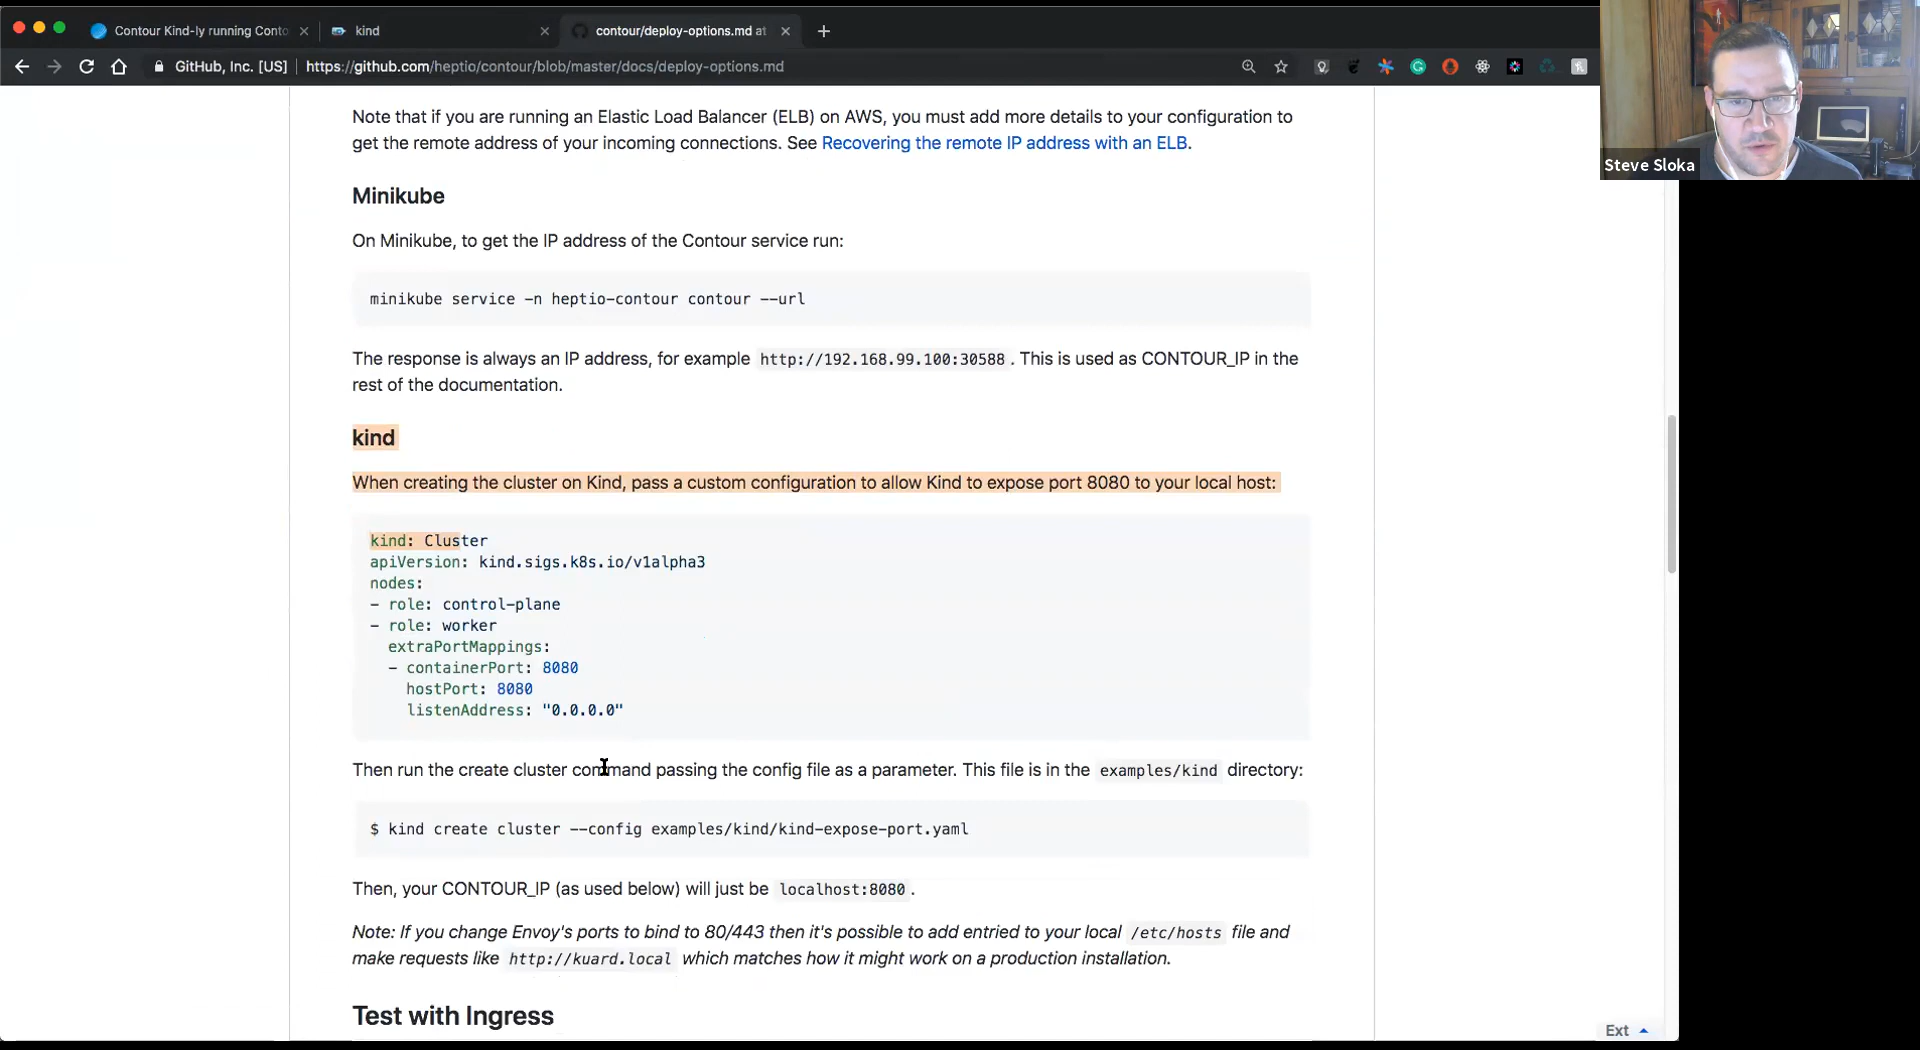 Contour Kind-ly running Conto
kind
contour/deploy-options.md at
GitHub, Inc. [US]
https://github.com/heptio/contour/blob/master/docs/deploy-options.md
Steve Sloka
Note that if you are running an Elastic Load Balancer (ELB) on AWS, you must add more details to your configuration to
get the remote address of your incoming connections. See Recovering the remote IP address with an ELB.
Minikube
On Minikube, to get the IP address of the Contour service run:
minikube service -n heptio-contour contour --url
The response is always an IP address, for example http://192.168.99.100:30588 . This is used as CONTOUR_IP in the
rest of the documentation.
kind
When creating the cluster on Kind, pass a custom configuration to allow Kind to expose port 8080 to your local host:
kind: Cluster
apiVersion: kind.sigs.k8s.io/v1alpha3
nodes:
- role: control-plane
- role: worker
extraPortMappings:
- containerPort: 8080
hostPort: 8080
listenAddress: "0.0.0.0"
Then run the create cluster command passing the config file as a parameter. This file is in the examples/kind directory:
$ kind create cluster --config examples/kind/kind-expose-port.yaml
Then, your CONTOUR_IP (as used below) will just be localhost:8080 .
Note: If you change Envoy's ports to bind to 80/443 then it's possible to add entried to your local /etc/hosts file and
make requests like http://kuard.local which matches how it might work on a production installation.
Test with Ingress
Ext